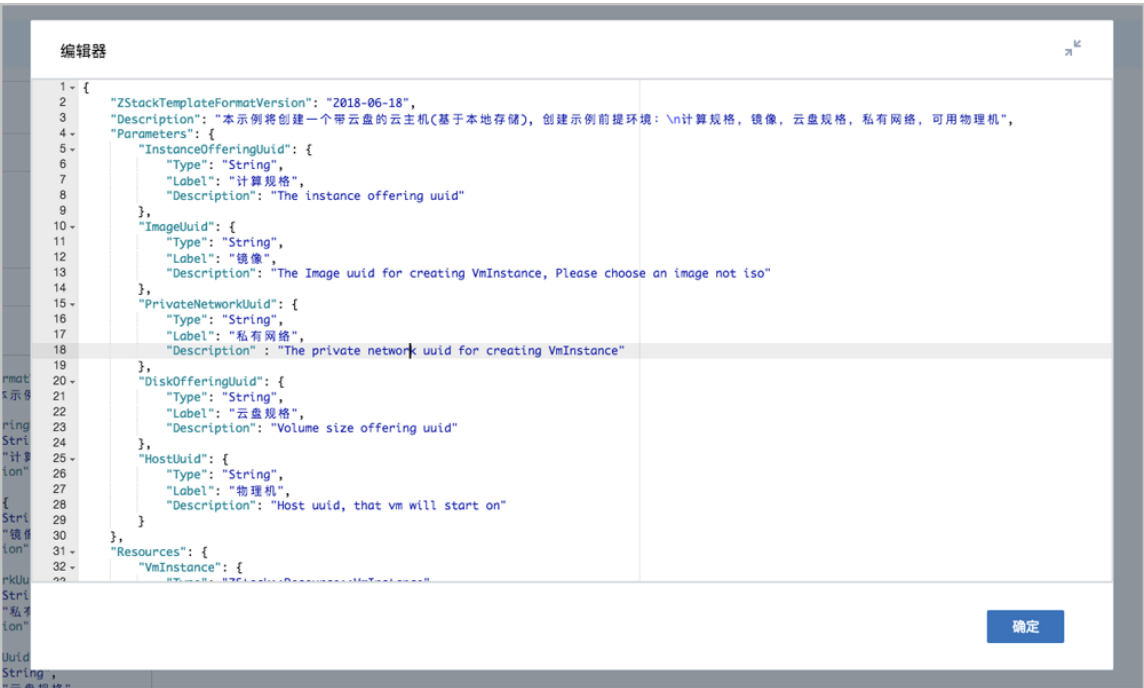 编辑器
1 {
2 "ZStackTemplateFormatVersion": "2018-06-18",
3 "Description": "本示例将创建一个带云盘的云主机(基于本地存储), 创建示例前提环境: \n计算规格, 镜像, 云盘规格, 私有网络, 可用物理机",
4 "Parameters": {
5 "InstanceOfferingUuid": {
6 "Type": "String",
7 "Label": "计算规格",
8 "Description": "The instance offering uuid"
9 },
10 "ImageUuid": {
11 "Type": "String",
12 "Label": "镜像",
13 "Description": "The Image uuid for creating VmInstance, Please choose an image not iso"
14 },
15 "PrivateNetworkUuid": {
16 "Type": "String",
17 "Label": "私有网络",
18 "Description" : "The private network uuid for creating VmInstance"
19 },
20 "DiskOfferingUuid": {
21 "Type": "String",
22 "Label": "云盘规格",
23 "Description": "Volume size offering uuid"
24 },
25 "HostUuid": {
26 "Type": "String",
27 "Label": "物理机",
28 "Description": "Host uuid, that vm will start on"
29 }
30 },
31 "Resources": {
32 "VmInstance": {
确定